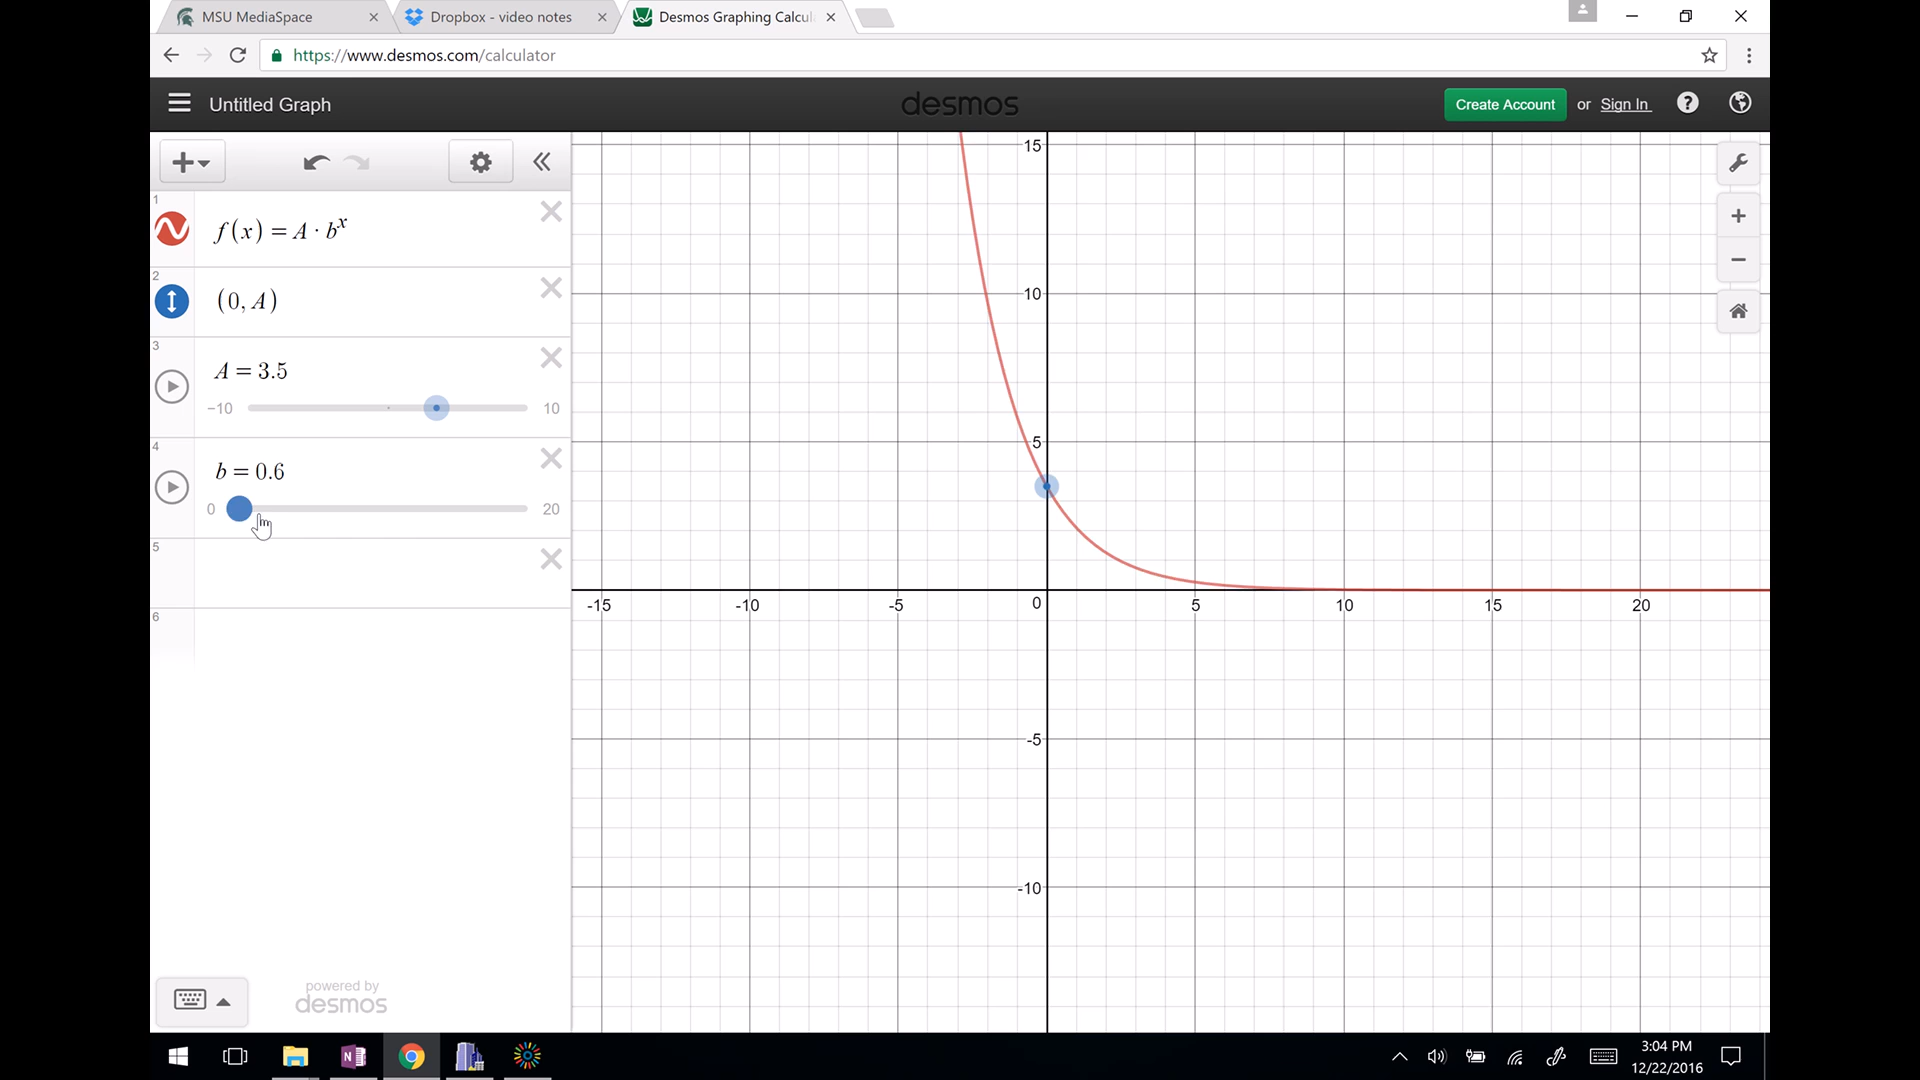 MSU MediaSpace
Dropbox - video notes
Desmos Graphing Calcul
https://www.desmos.com/calculator
Untitled Graph
desmos
Create Account or Sign In ?
1
f(x) = A · b^x
2
(0, A)
3
A = 3.5
−10 10
4
b = 0.6
0 20
5
6
15
10
5
-15 -10 -5 0 5 10 15 20
-5
-10
powered by
desmos
N
3:04 PM
12/22/2016